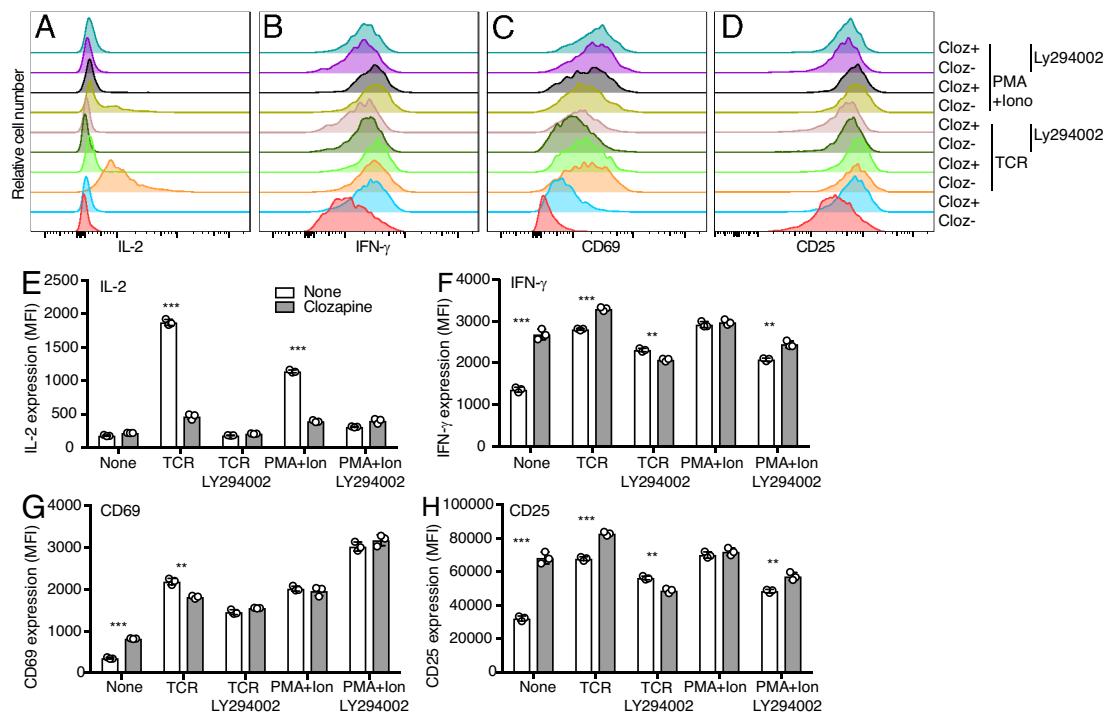 A
B
C
D
Relative cell number
Cloz+
Cloz-
Cloz+
Cloz-
Cloz+
Cloz-
Cloz+
Cloz-
Cloz+
Cloz-
Ly294002
PMA
+Iono
Ly294002
TCR
IL-2
IFN-γ
CD69
CD25
E
IL-2
None
Clozapine
IL-2 expression (MFI)
2500
2000
1500
1000
500
0
***
***
None
TCR
TCR
LY294002
PMA+Ion
PMA+Ion
LY294002
F
IFN-γ
IFN-γ expression (MFI)
4000
3000
2000
1000
0
***
***
**
**
None
TCR
TCR
LY294002
PMA+Ion
PMA+Ion
LY294002
G
CD69
CD69 expression (MFI)
4000
3000
2000
1000
0
***
**
None
TCR
TCR
LY294002
PMA+Ion
PMA+Ion
LY294002
H
CD25
CD25 expression (MFI)
100000
80000
60000
40000
20000
0
***
***
**
**
None
TCR
TCR
LY294002
PMA+Ion
PMA+Ion
LY294002